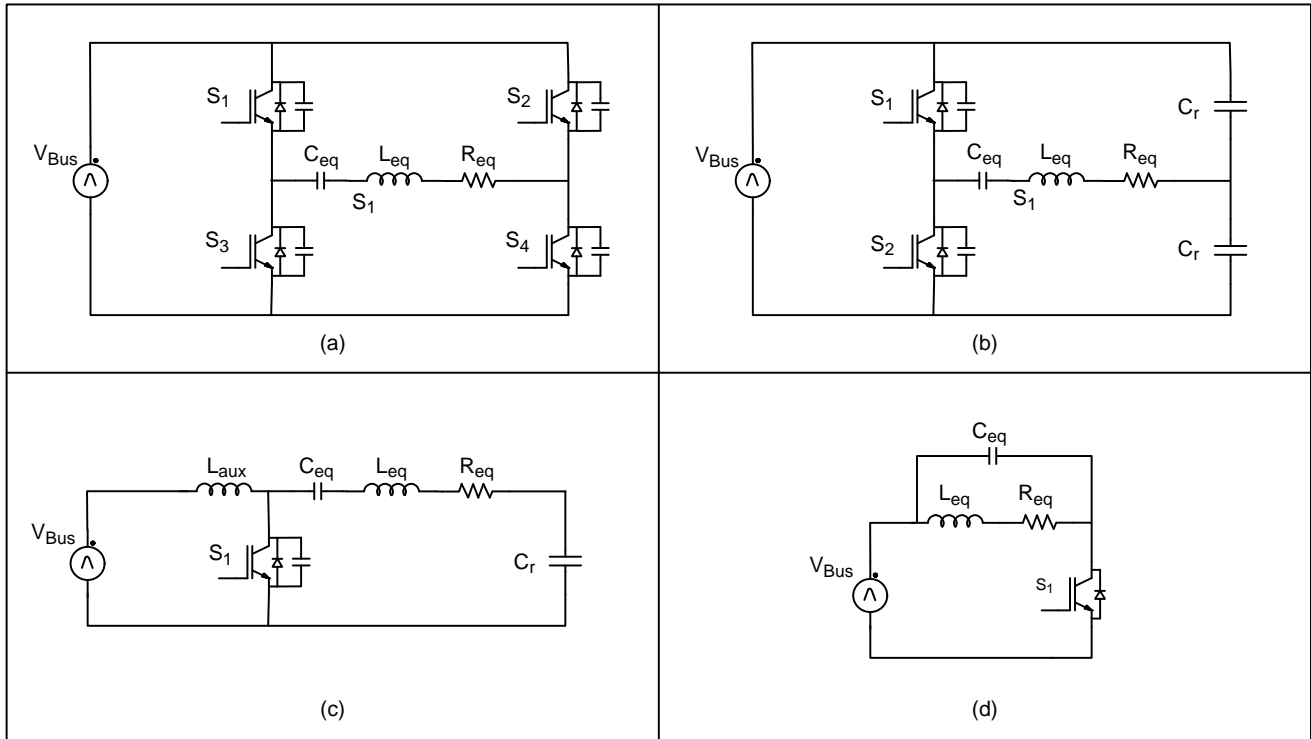 S1
S2
VBus
Ceq
Leq
Req
S1
S3
S4
(a)
S1
Cr
VBus
Ceq
Leq
Req
S1
S2
Cr
(b)
Laux
Ceq
Leq
Req
VBus
S1
Cr
(c)
Ceq
Leq
Req
VBus
S1
(d)